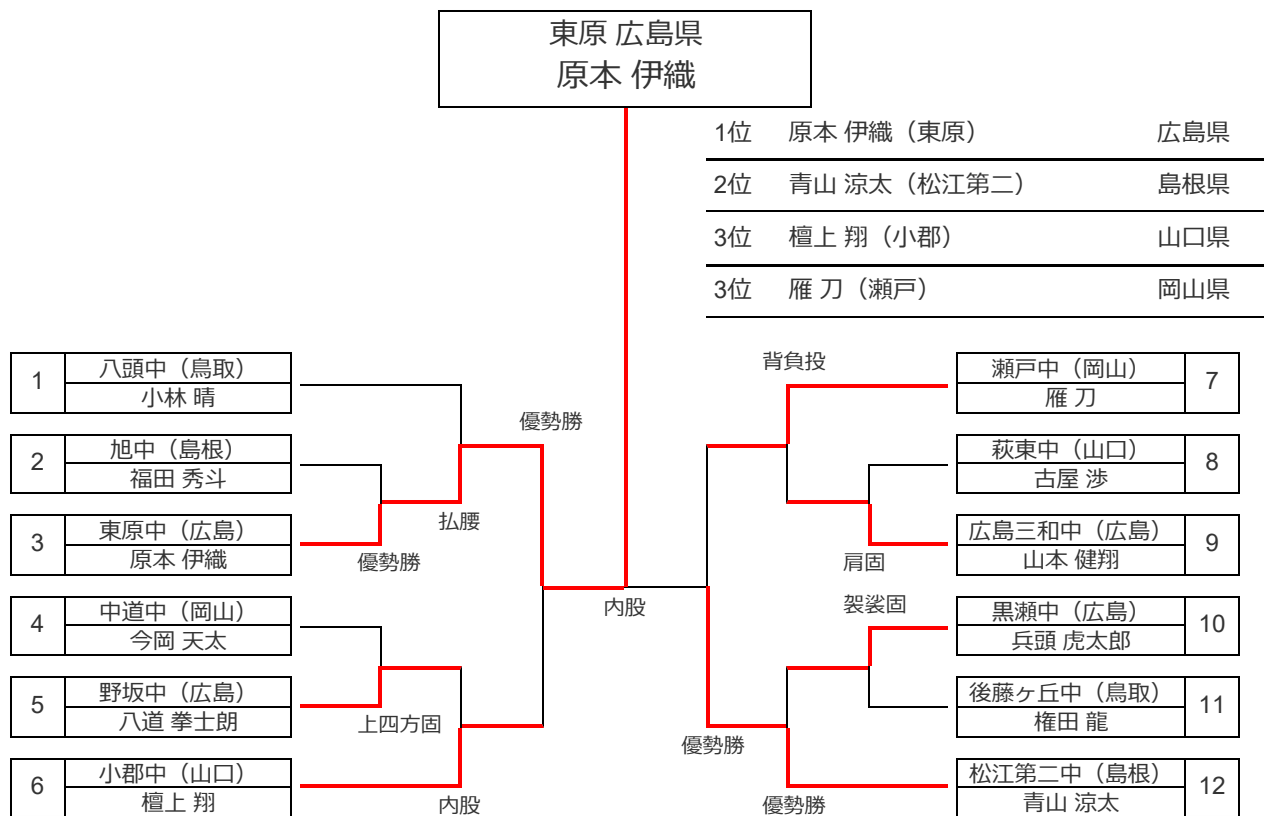 東原 広島県
原本 伊織
1位 原本 伊織（東原） 広島県
2位 青山 涼太（松江第二） 島根県
3位 檀上 翔（小郡） 山口県
3位 雁 刀（瀬戸） 岡山県
1
八頭中（鳥取）
小林 晴
2
旭中（島根）
福田 秀斗
3
東原中（広島）
原本 伊織
4
中道中（岡山）
今岡 天太
5
野坂中（広島）
八道 拳士朗
6
小郡中（山口）
檀上 翔
優勢勝
払腰
優勢勝
上四方固
内股
内股
背負投
肩固
袈裟固
優勢勝
優勢勝
瀬戸中（岡山）
雁 刀
7
萩東中（山口）
古屋 渉
8
広島三和中（広島）
山本 健翔
9
黒瀬中（広島）
兵頭 虎太郎
10
後藤ヶ丘中（鳥取）
権田 龍
11
松江第二中（島根）
青山 涼太
12